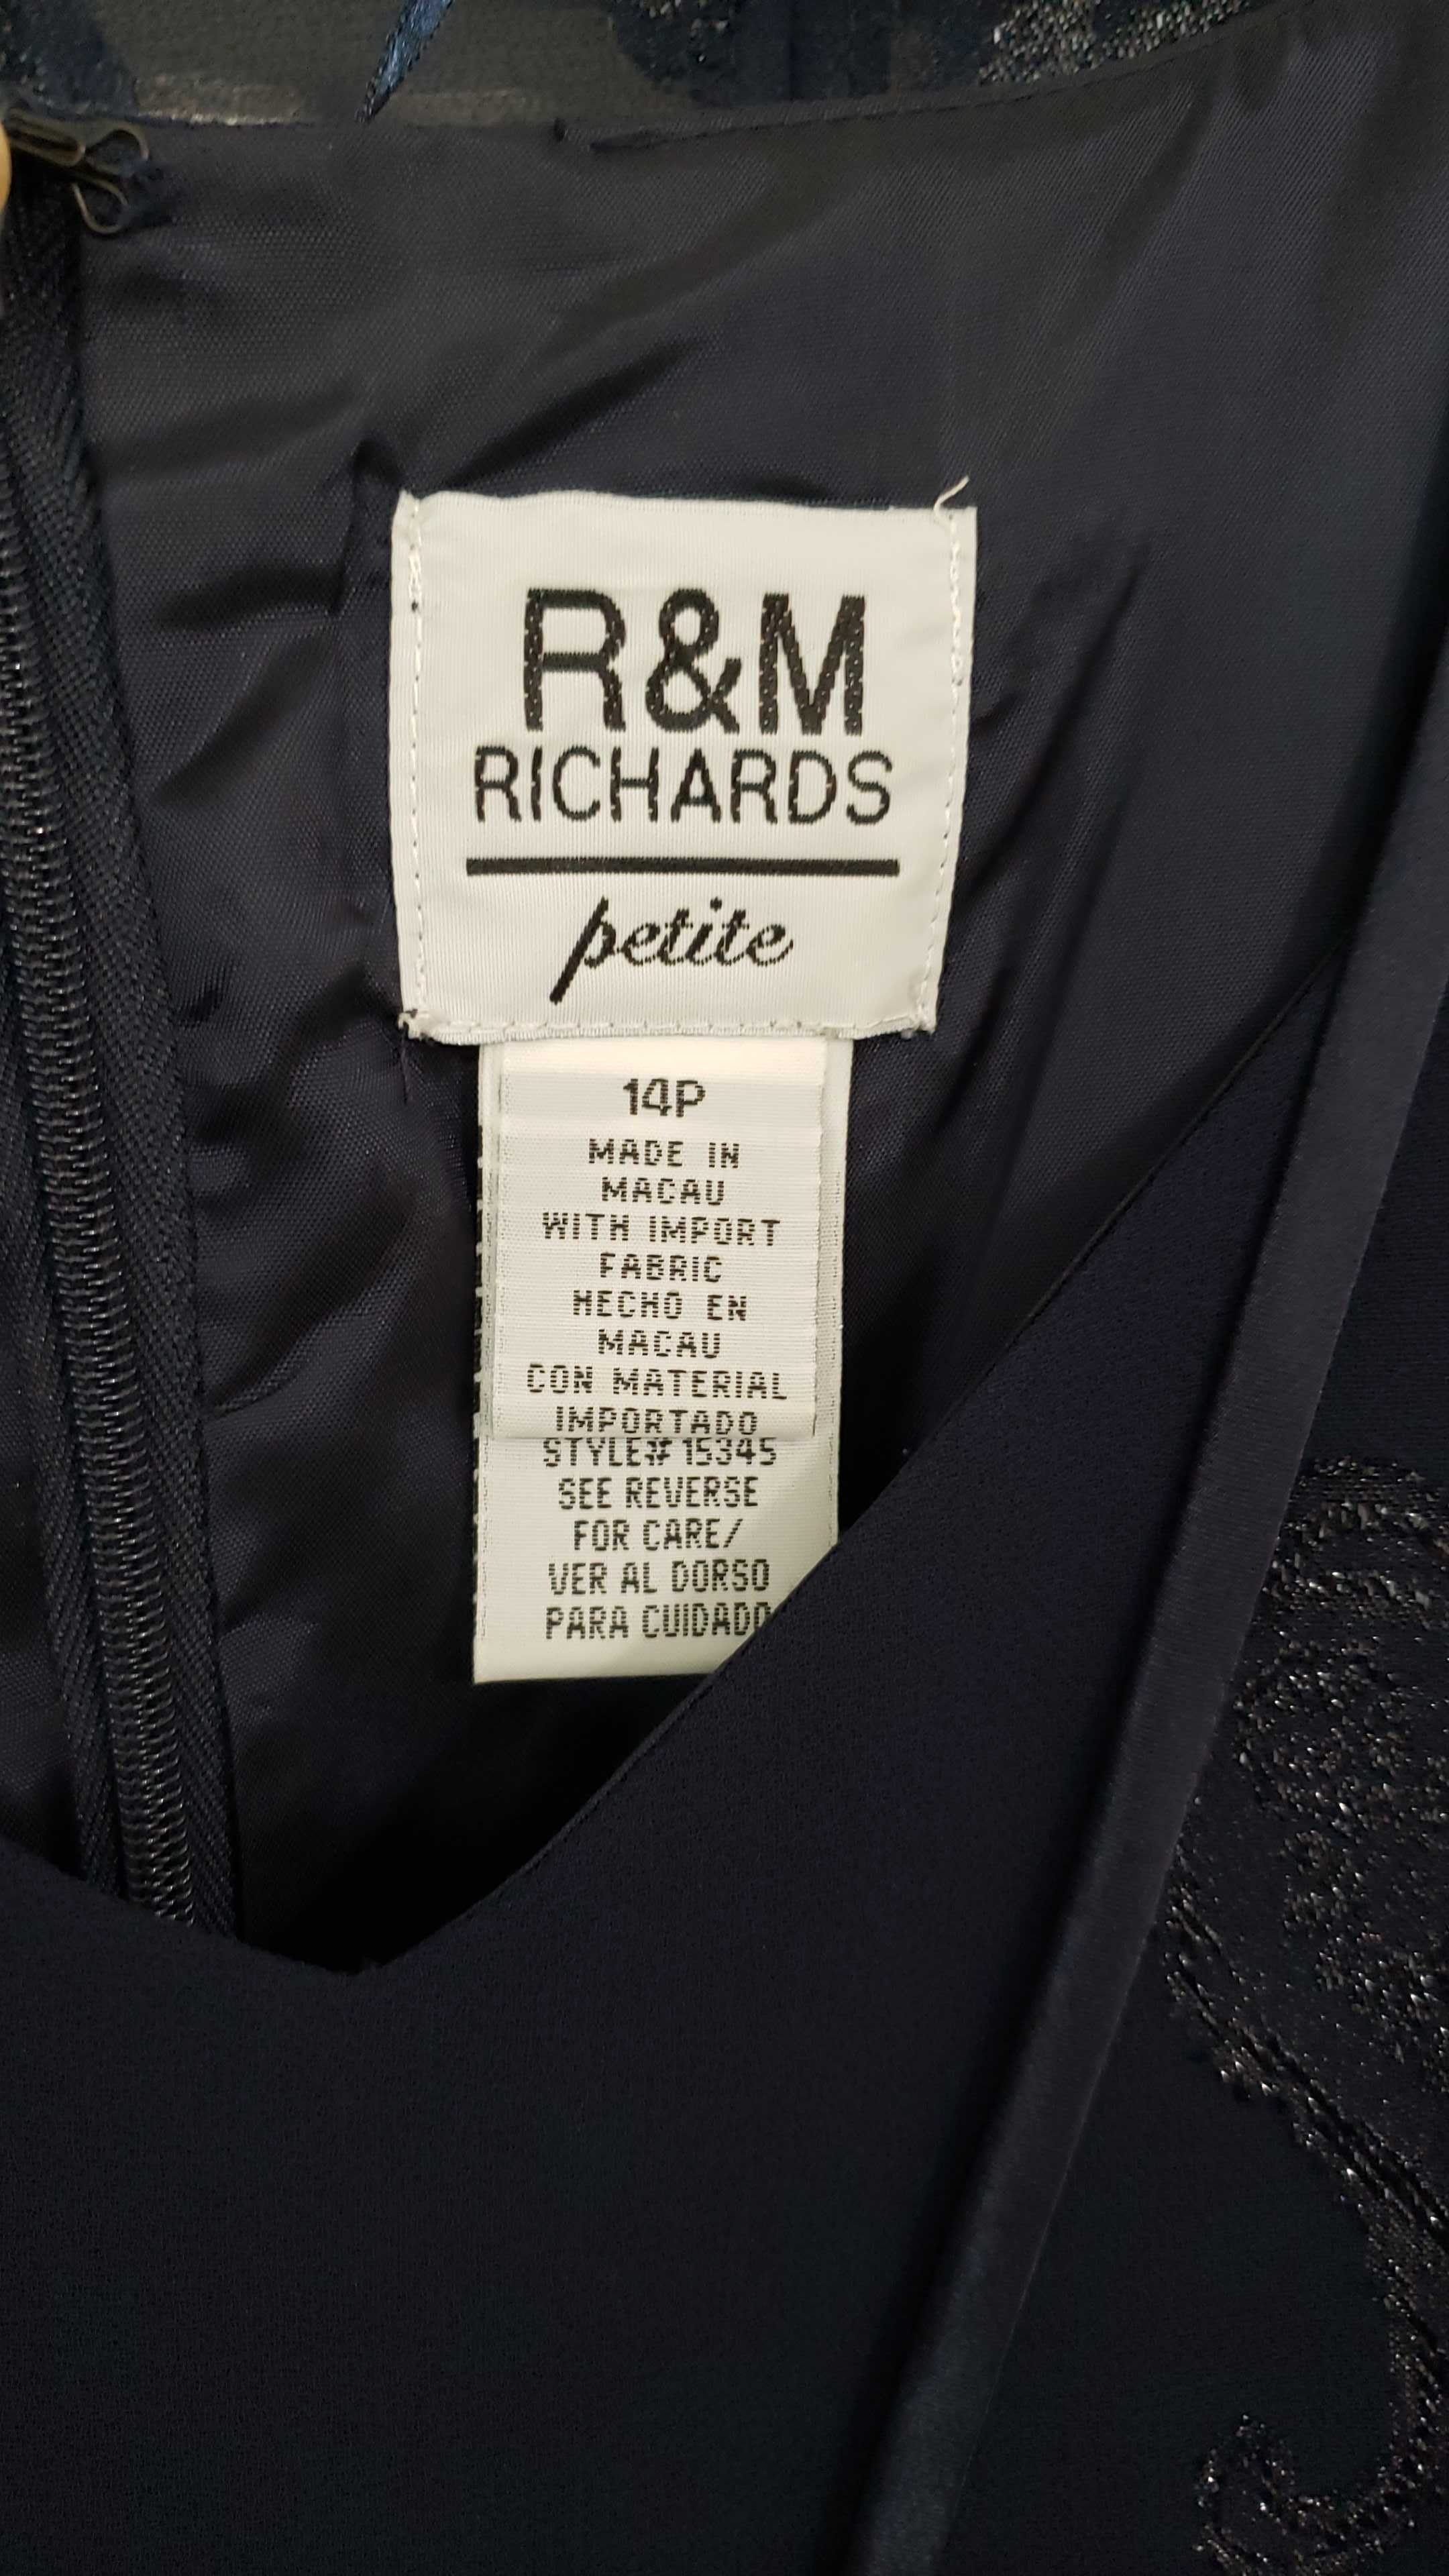 R&M
RICHARDS
petite
14P
MADE IN
MACAU
WITH IMPORT
FABRIC
HECHO EN
MACAU
CON MATERIAL
IMPORTADO
STYLE# 15345
SEE REVERSE
FOR CARE/
VER AL DORSO
PARA CUIDADO